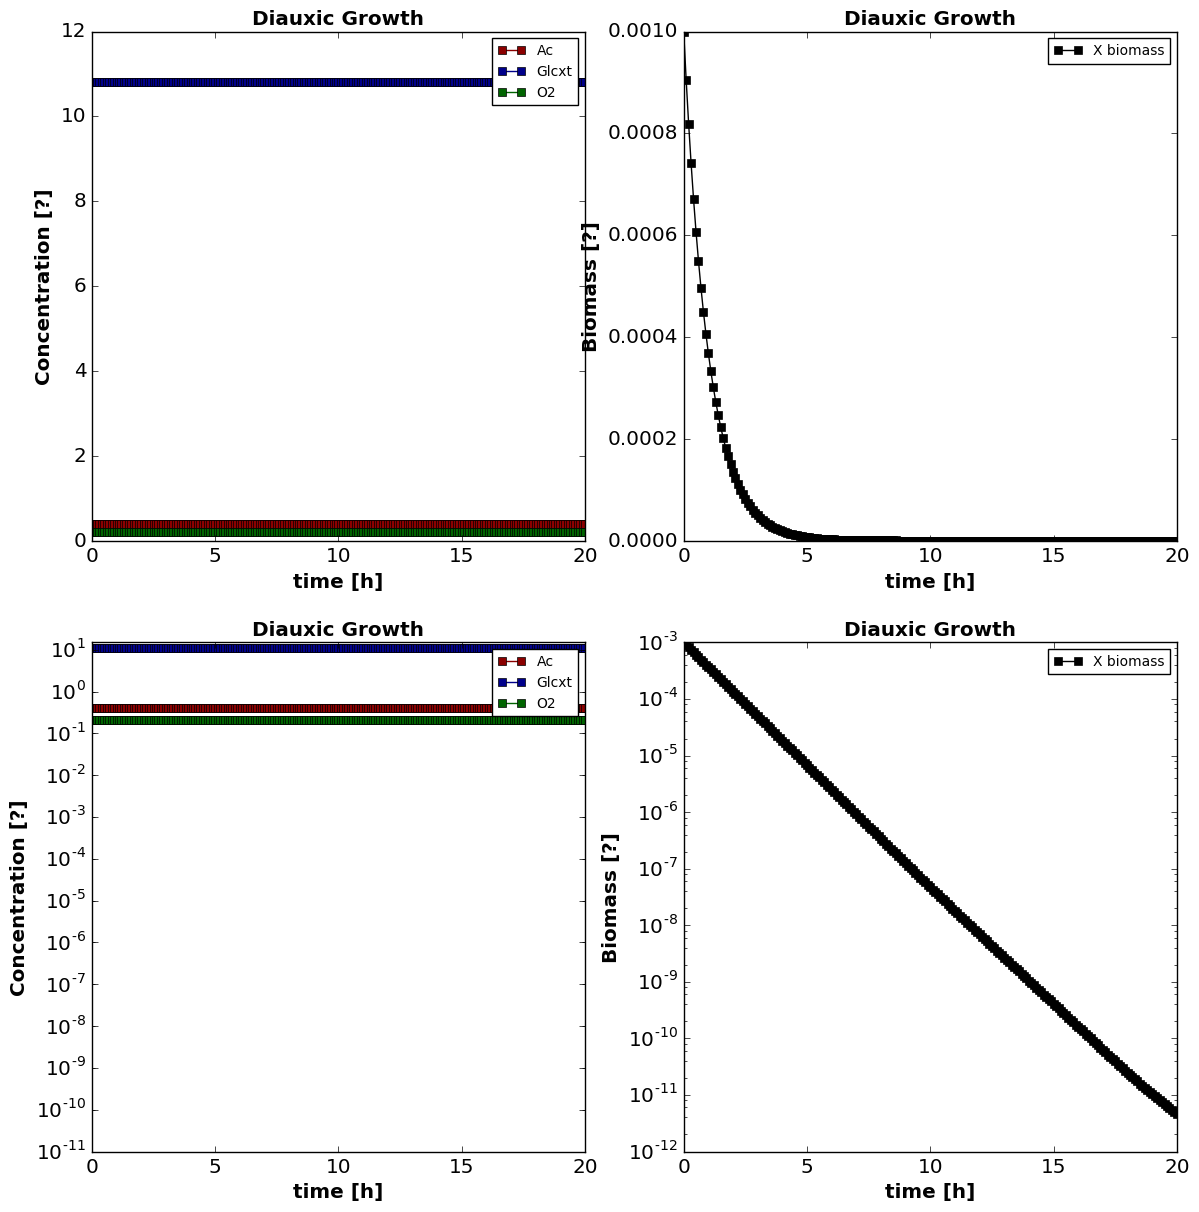 Diauxic Growth
12
10
8
6
4
2
0
Concentration [?]
Ac
Glcxt
O2
0 5 10 15 20
time [h]
Diauxic Growth
0.0010
0.0008
0.0006
0.0004
0.0002
0.0000
Biomass [?]
X biomass
0 5 10 15 20
time [h]
Diauxic Growth
10^1
10^0
10^-1
10^-2
10^-3
10^-4
10^-5
10^-6
10^-7
10^-8
10^-9
10^-10
10^-11
Concentration [?]
Ac
Glcxt
O2
0 5 10 15 20
time [h]
Diauxic Growth
10^-3
10^-4
10^-5
10^-6
10^-7
10^-8
10^-9
10^-10
10^-11
10^-12
Biomass [?]
X biomass
0 5 10 15 20
time [h]